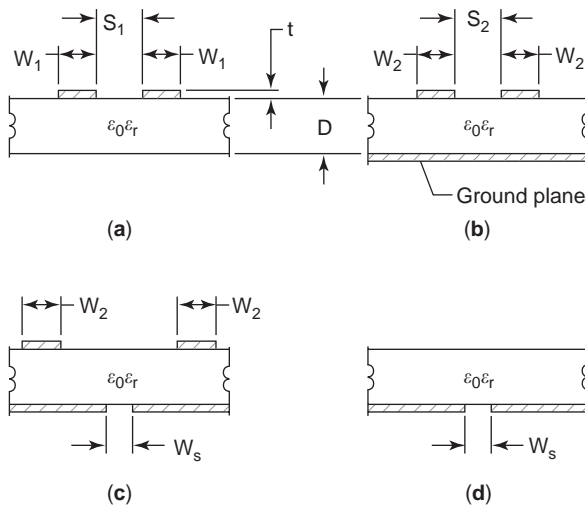 S₁ t S₂
W₁ W₁ W₂ W₂
ε₀εᵣ D ε₀εᵣ
Ground plane
(a) (b)
W₂ W₂
ε₀εᵣ ε₀εᵣ
Wₛ Wₛ
(c) (d)